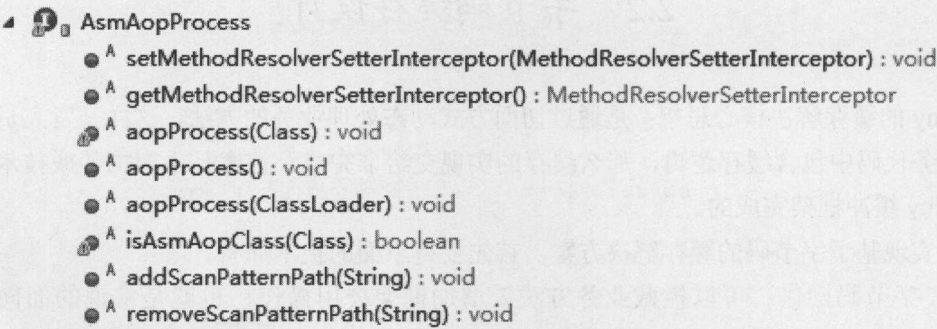 AsmAopProcess
A setMethodResolverSetterInterceptor(MethodResolverSetterInterceptor) : void
A getMethodResolverSetterInterceptor() : MethodResolverSetterInterceptor
A aopProcess(Class) : void
A aopProcess() : void
A aopProcess(ClassLoader) : void
A isAsmAopClass(Class) : boolean
A addScanPatternPath(String) : void
A removeScanPatternPath(String) : void